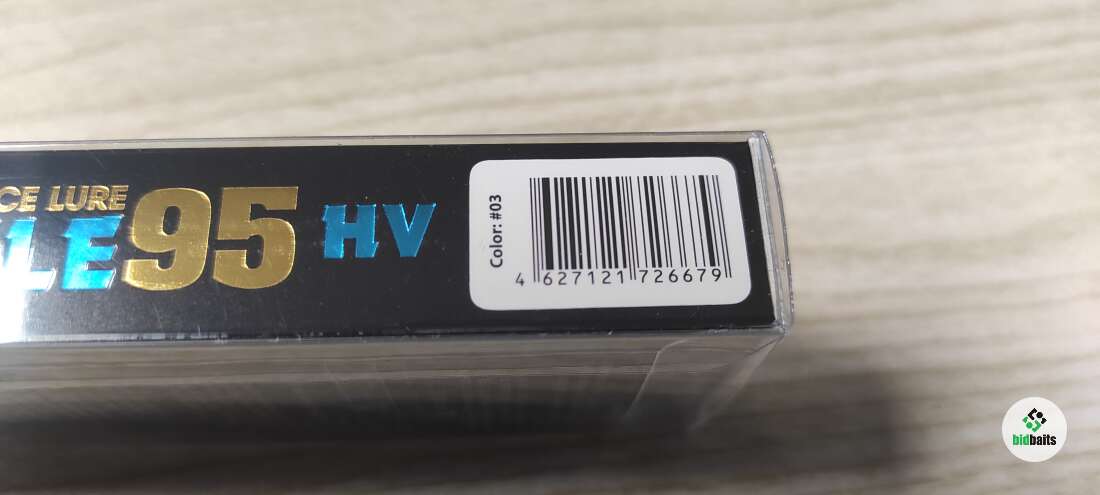 CE LURE
LE95 HV
Color: #03
4 627121 726679
bidbaits